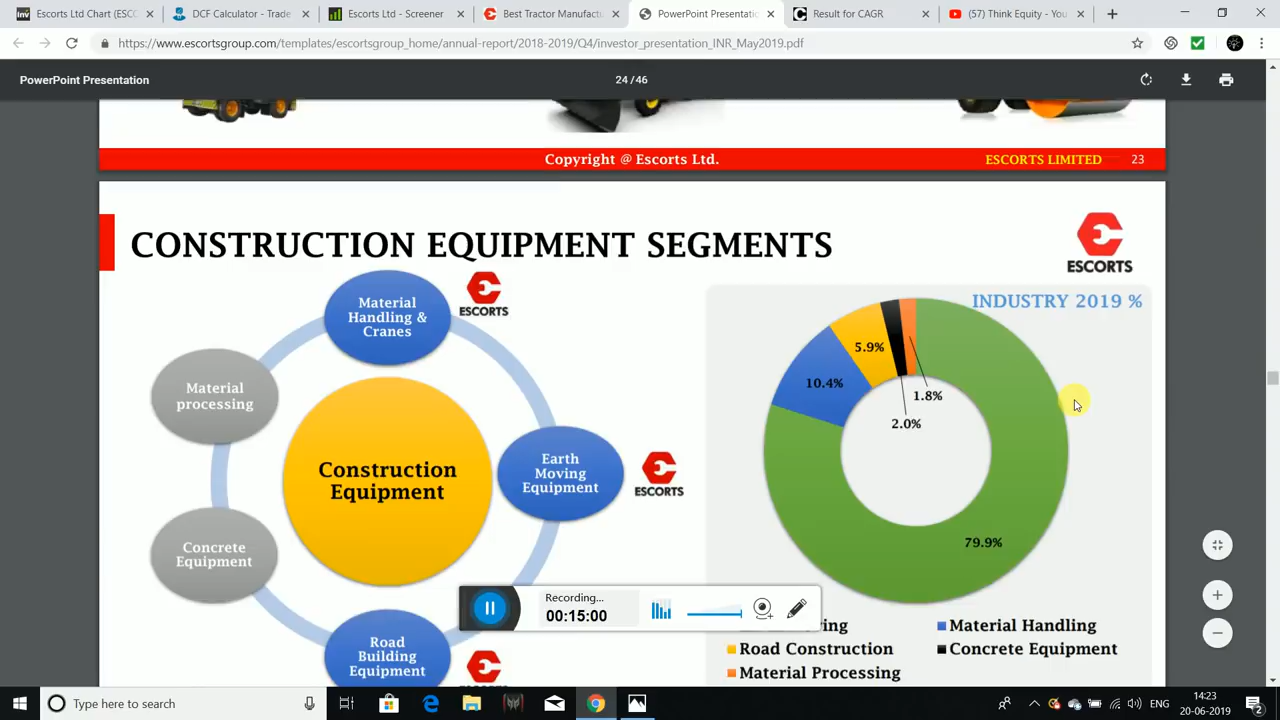 Escorts Ltd Chart (ESCC
DCF Calculator - Trade
Escorts Ltd - Screener
Best Tractor Manufactu
PowerPoint Presentatio
Result for CAGR
(57) Think Equity - You
https://www.escortsgroup.com/templates/escortsgroup_home/annual-report/2018-2019/Q4/investor_presentation_INR_May2019.pdf
PowerPoint Presentation
24 / 46
Copyright @ Escorts Ltd.
ESCORTS LIMITED
23
CONSTRUCTION EQUIPMENT SEGMENTS
ESCORTS
Material
Handling &
Cranes
ESCORTS
Material
processing
Construction
Equipment
Earth
Moving
Equipment
ESCORTS
Concrete
Equipment
Road
Building
Equipment
INDUSTRY 2019 %
5.9%
10.4%
1.8%
2.0%
79.9%
Material Handling
Road Construction
Concrete Equipment
Material Processing
Recording...
00:15:00
Type here to search
ENG
14:23
20-06-2019
2